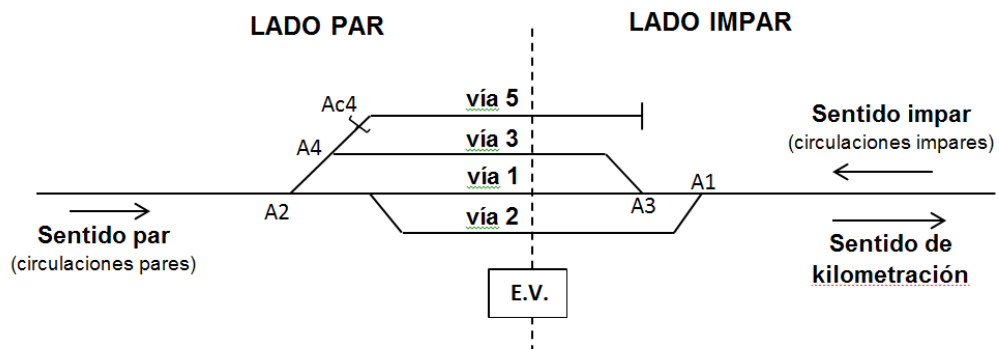 LADO PAR
LADO IMPAR
Ac4
vía 5
A4
vía 3
vía 1
A2
vía 2
A3
A1
Sentido par
(circulaciones pares)
Sentido impar
(circulaciones impares)
Sentido de
kilometración
E.V.